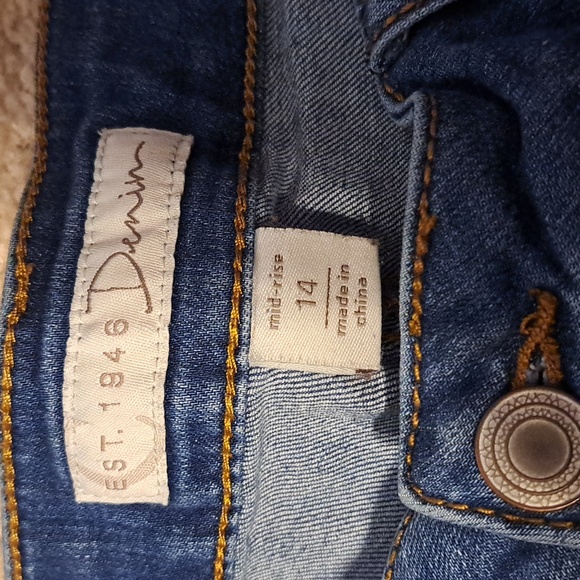 EST. 1946 Denim
mid-rise
14
made in
china